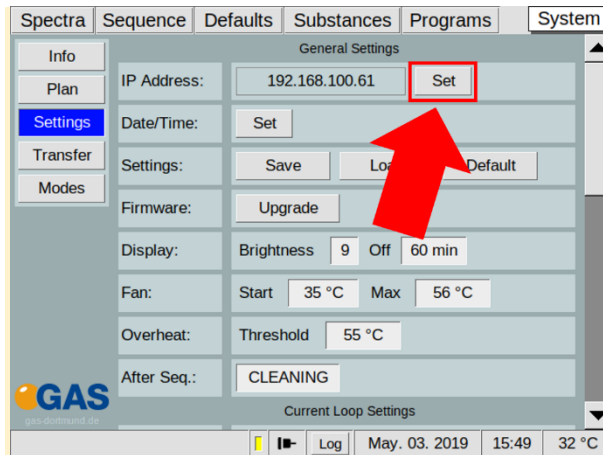 Spectra Sequence Defaults Substances Programs System
Info
Plan
Settings
Transfer
Modes
General Settings
IP Address: 192.168.100.61 Set
Date/Time: Set
Settings: Save Default
Firmware: Upgrade
Display: Brightness 9 Off 60 min
Fan: Start 35 °C Max 56 °C
Overheat: Threshold 55 °C
After Seq.: CLEANING
Current Loop Settings
GAS
gas-dortmund.de
Log May. 03. 2019 15:49 32 °C